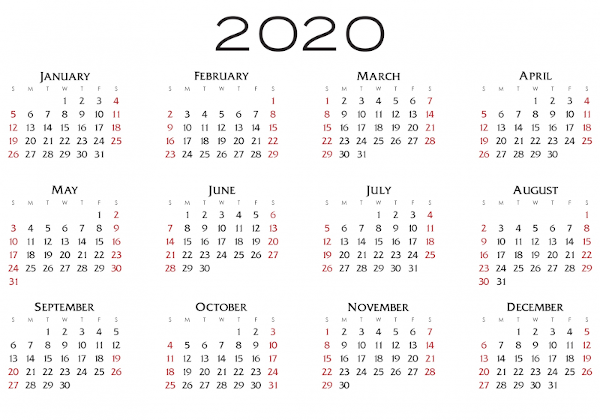 2020
JANUARY
S M T W T F S
1 2 3 4
5 6 7 8 9 10 11
12 13 14 15 16 17 18
19 20 21 22 23 24 25
26 27 28 29 30 31
FEBRUARY
S M T W T F S
1
2 3 4 5 6 7 8
9 10 11 12 13 14 15
16 17 18 19 20 21 22
23 24 25 26 27 28 29
MARCH
S M T W T F S
1 2 3 4 5 6 7
8 9 10 11 12 13 14
15 16 17 18 19 20 21
22 23 24 25 26 27 28
29 30 31
APRIL
S M T W T F S
1 2 3 4
5 6 7 8 9 10 11
12 13 14 15 16 17 18
19 20 21 22 23 24 25
26 27 28 29 30
MAY
S M T W T F S
1 2
3 4 5 6 7 8 9
10 11 12 13 14 15 16
17 18 19 20 21 22 23
24 25 26 27 28 29 30
31
JUNE
S M T W T F S
1 2 3 4 5 6
7 8 9 10 11 12 13
14 15 16 17 18 19 20
21 22 23 24 25 26 27
28 29 30
JULY
S M T W T F S
1 2 3 4
5 6 7 8 9 10 11
12 13 14 15 16 17 18
19 20 21 22 23 24 25
26 27 28 29 30 31
AUGUST
S M T W T F S
1
2 3 4 5 6 7 8
9 10 11 12 13 14 15
16 17 18 19 20 21 22
23 24 25 26 27 28 29
30 31
SEPTEMBER
S M T W T F S
1 2 3 4 5
6 7 8 9 10 11 12
13 14 15 16 17 18 19
20 21 22 23 24 25 26
27 28 29 30
OCTOBER
S M T W T F S
1 2 3
4 5 6 7 8 9 10
11 12 13 14 15 16 17
18 19 20 21 22 23 24
25 26 27 28 29 30 31
NOVEMBER
S M T W T F S
1 2 3 4 5 6 7
8 9 10 11 12 13 14
15 16 17 18 19 20 21
22 23 24 25 26 27 28
29 30
DECEMBER
S M T W T F S
1 2 3 4 5
6 7 8 9 10 11 12
13 14 15 16 17 18 19
20 21 22 23 24 25 26
27 28 29 30 31